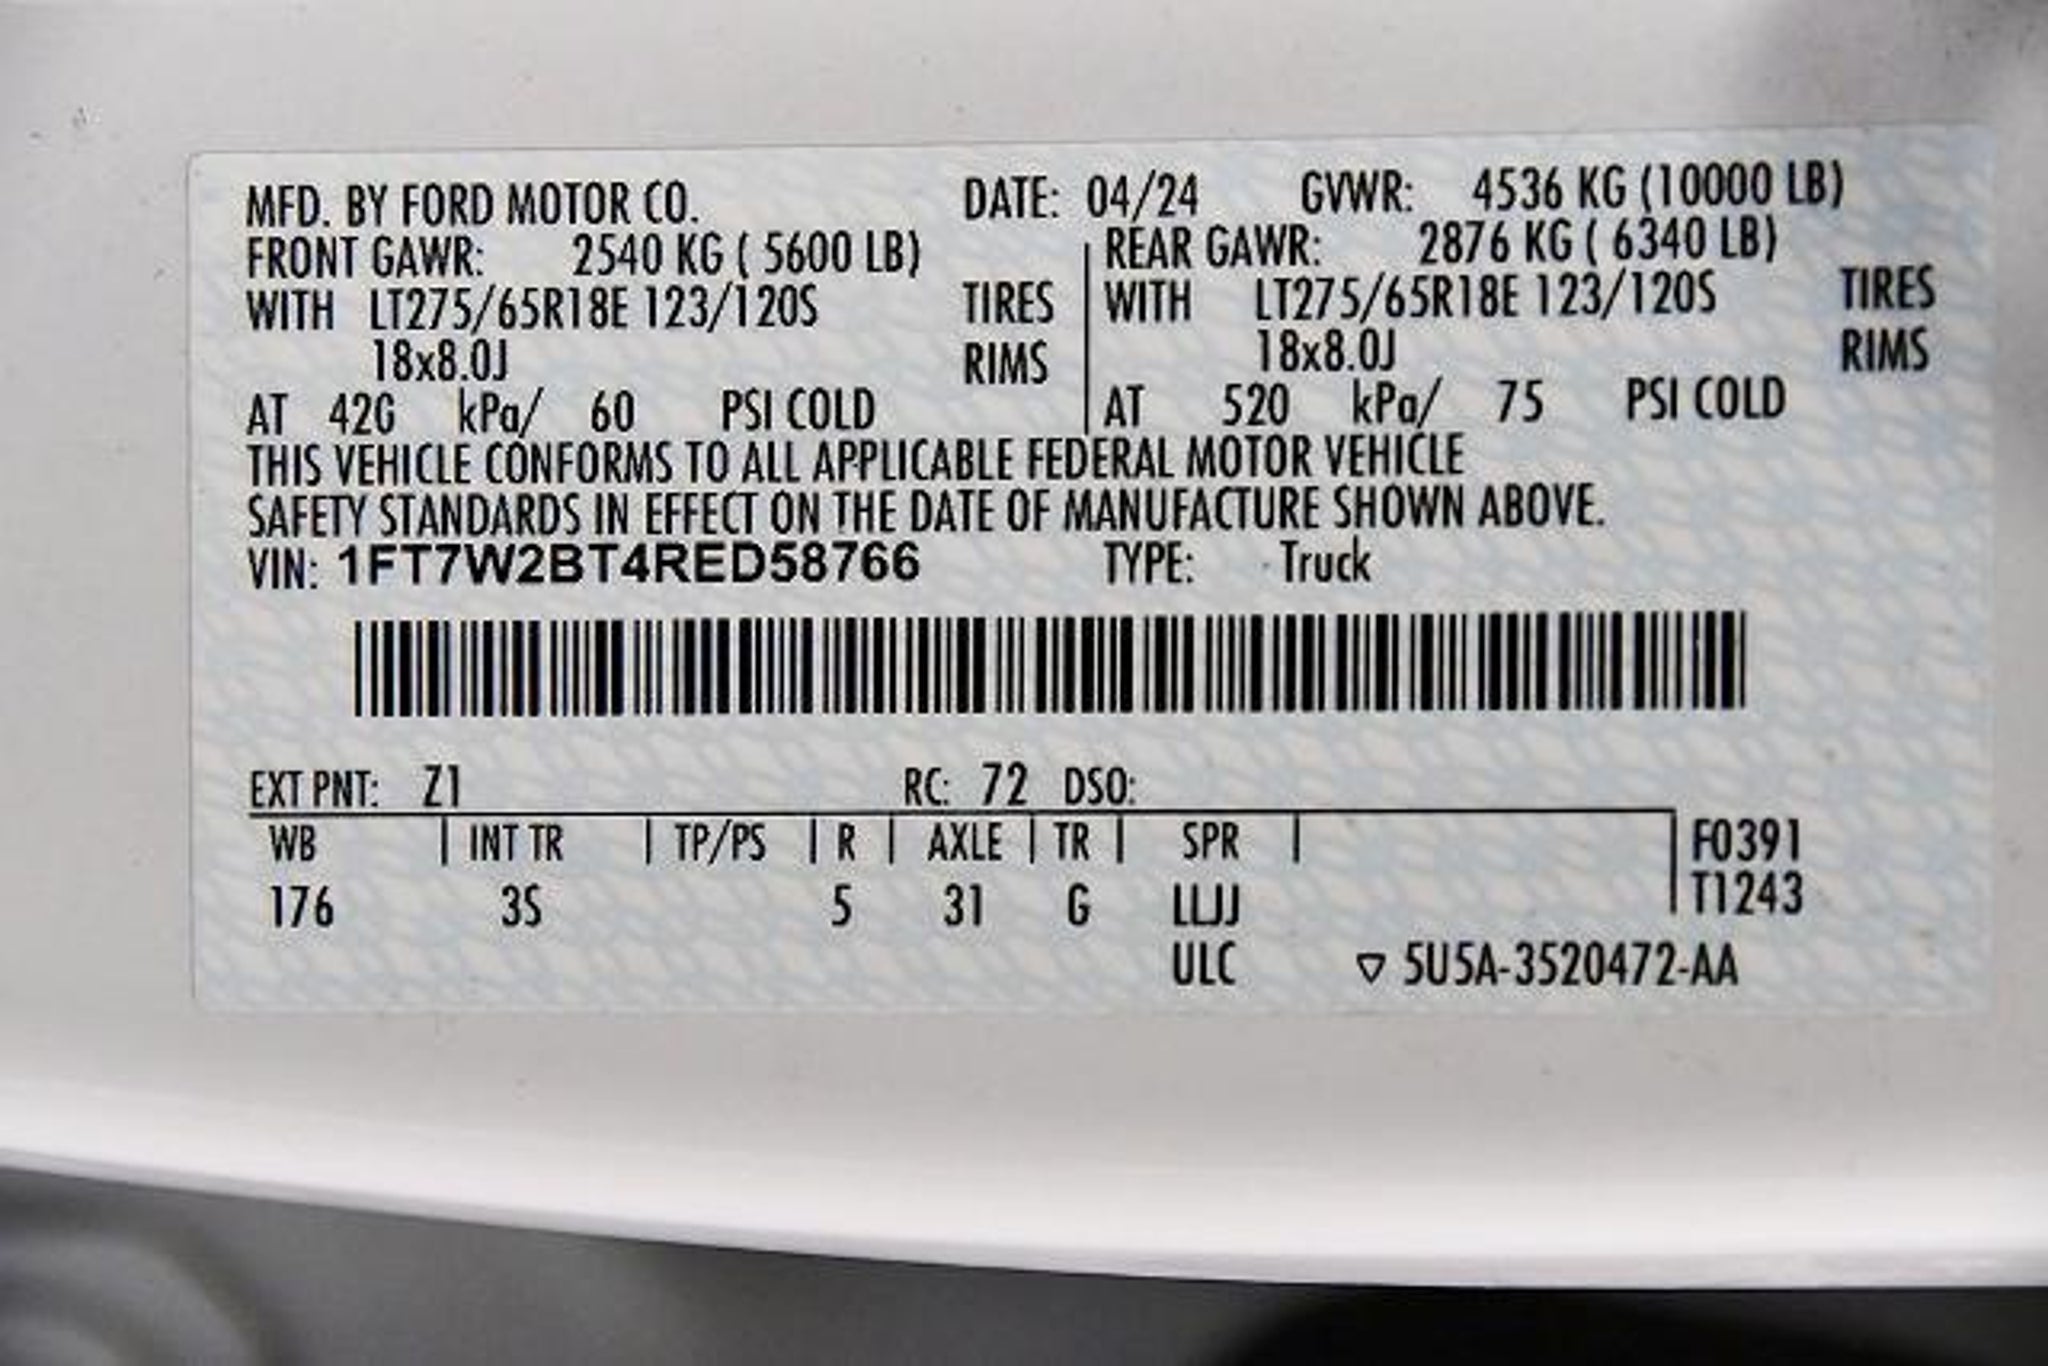 MFD. BY FORD MOTOR CO. DATE: 04/24 GVWR: 4536 KG (10000 LB)
FRONT GAWR: 2540 KG ( 5600 LB) REAR GAWR: 2876 KG ( 6340 LB)
WITH LT275/65R18E 123/120S TIRES WITH LT275/65R18E 123/120S TIRES
18x8.0J RIMS 18x8.0J RIMS
AT 42G kPa/ 60 PSI COLD AT 520 kPa/ 75 PSI COLD
THIS VEHICLE CONFORMS TO ALL APPLICABLE FEDERAL MOTOR VEHICLE
SAFETY STANDARDS IN EFFECT ON THE DATE OF MANUFACTURE SHOWN ABOVE.
VIN: 1FT7W2BT4RED58766 TYPE: Truck
EXT PNT: Z1 RC: 72 DSO:
WB INT TR TP/PS R AXLE TR SPR F0391
176 3S 5 31 G LLJJ T1243
ULC 5U5A-3520472-AA